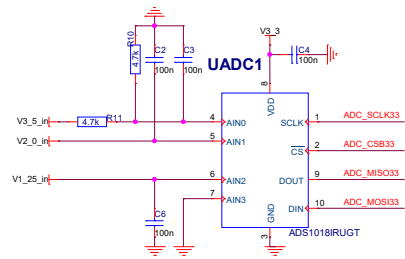 V3_3
R10
4.7k
C2
100n
C3
100n
C4
100n
UADC1
8
VDD
V3_5_in
4.7k
R11
4
AIN0
SCLK
1
ADC_SCLK33
V2_0_in
5
AIN1
CS
2
ADC_CSB33
V1_25_in
6
AIN2
DOUT
9
ADC_MISO33
7
AIN3
DIN
10
ADC_MOSI33
C6
100n
GND
3
ADS1018IRUGT